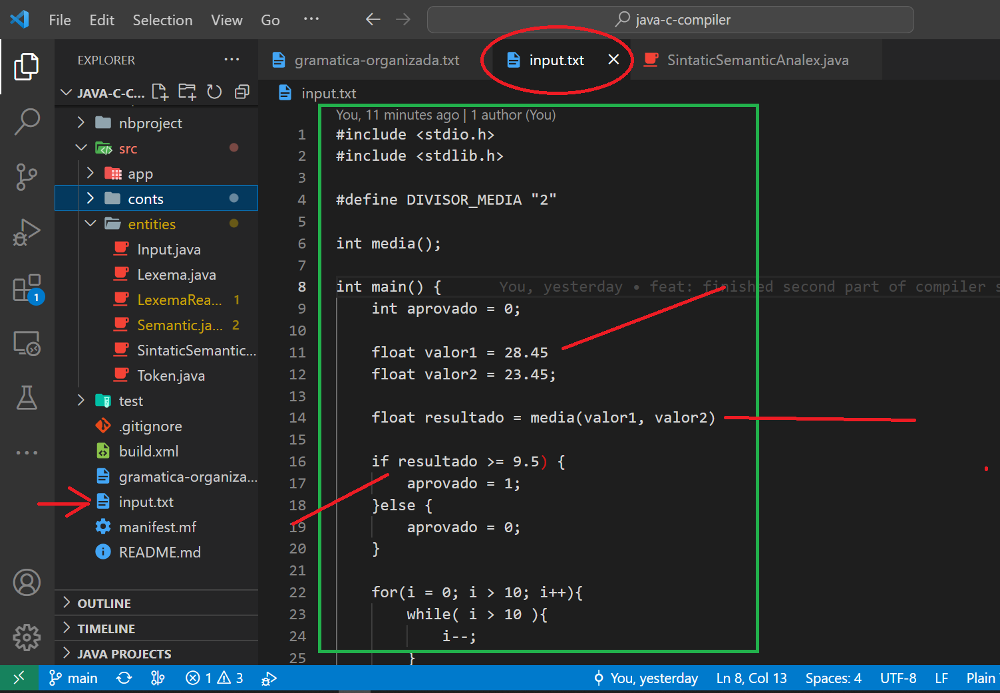 File Edit Selection View Go ···
java-c-compiler
EXPLORER ···
JAVA-C-C...
nbproject
src
app
conts
entities
Input.java
Lexema.java
LexemaRea... 1
Semantic.ja... 2
SintaticSemantic...
Token.java
test
.gitignore
build.xml
gramatica-organiza...
input.txt
manifest.mf
README.md
OUTLINE
TIMELINE
JAVA PROJECTS
1
gramatica-organizada.txt input.txt SintaticSemanticAnalex.java
input.txt
You, 11 minutes ago | 1 author (You)
1 #include <stdio.h>
2 #include <stdlib.h>
3
4 #define DIVISOR_MEDIA "2"
5
6 int media();
7
8 int main() { You, yesterday • feat: finished second part of compiler s
9 int aprovado = 0;
10
11 float valor1 = 28.45
12 float valor2 = 23.45;
13
14 float resultado = media(valor1, valor2)
15
16 if resultado >= 9.5) {
17 aprovado = 1;
18 }else {
19 aprovado = 0;
20 }
21
22 for(i = 0; i > 10; i++){
23 while( i > 10 ){
24 i--;
25 }
main 1 3 You, yesterday Ln 8, Col 13 Spaces: 4 UTF-8 LF Plain